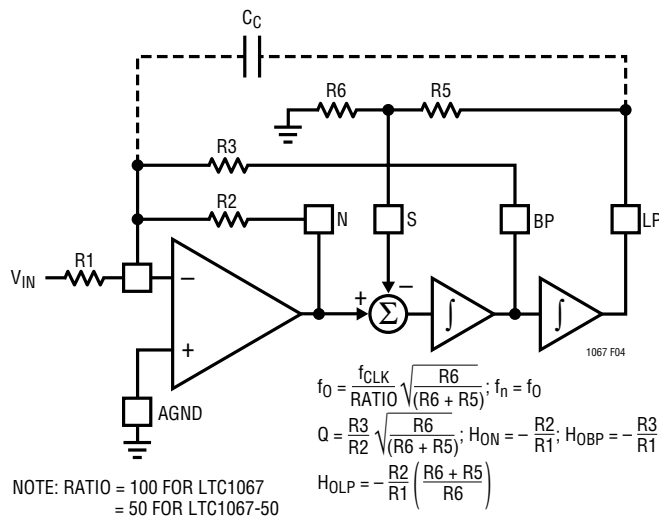 C_C
R6
R5
R3
R2
N
S
BP
LP
R1
V_IN
−
+
+
−
Σ
∫
∫
AGND
1067 F04
f_O = f_CLK/RATIO √(R6/(R6 + R5)); f_n = f_O
Q = R3/R2 √(R6/(R6 + R5)); H_ON = − R2/R1; H_OBP = − R3/R1
H_OLP = − R2/R1 ((R6 + R5)/R6)
NOTE: RATIO = 100 FOR LTC1067
= 50 FOR LTC1067-50